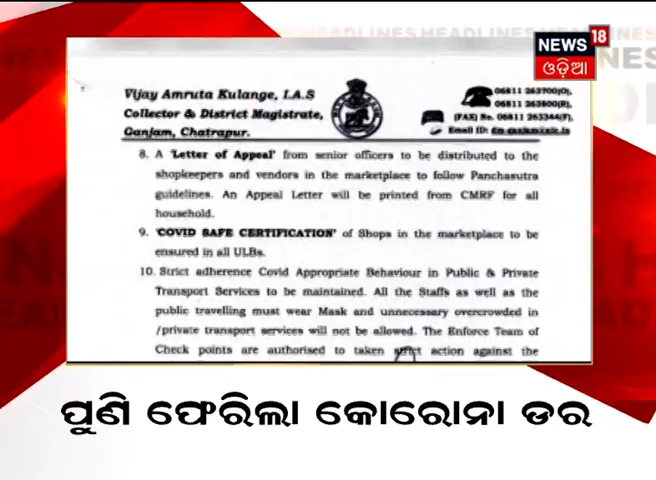 HEADLINES HEADLINES
NEWS 18
ଓଡ଼ିଆ
Vijay Amruta Kulange, I.A.S
Collector & District Magistrate,
Ganjam, Chatrapur.
06811 263700(O),
06811 263800(R),
(FAX) No. 06811 263344(F),
Email ID:
8. A 'Letter of Appeal' from senior officers to be distributed to the
shopkeepers and vendors in the marketplace to follow Panchasutra
guidelines. An Appeal Letter will be printed from CMRF for all
household.
9. 'COVID SAFE CERTIFICATION' of Shops in the marketplace to be
ensured in all ULBs.
10. Strict adherence Covid Appropriate Behaviour in Public & Private
Transport Services to be maintained. All the Staffs as well as the
public travelling must wear Mask and unnecessary overcrowded in
/private transport services will not be allowed. The Enforce Team of
Check points are authorised to taken strict action against the
ପୁଣି ଫେରିଲା କୋରୋନା ଡର